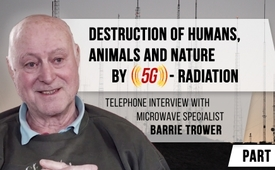 DESTRUCTION OF HUMANS,
ANIMALS AND NATURE
BY 5G - RADIATION
TELEPHONE INTERVIEW WITH
MICROWAVE SPECIALIST
BARRIE TROWER
PART